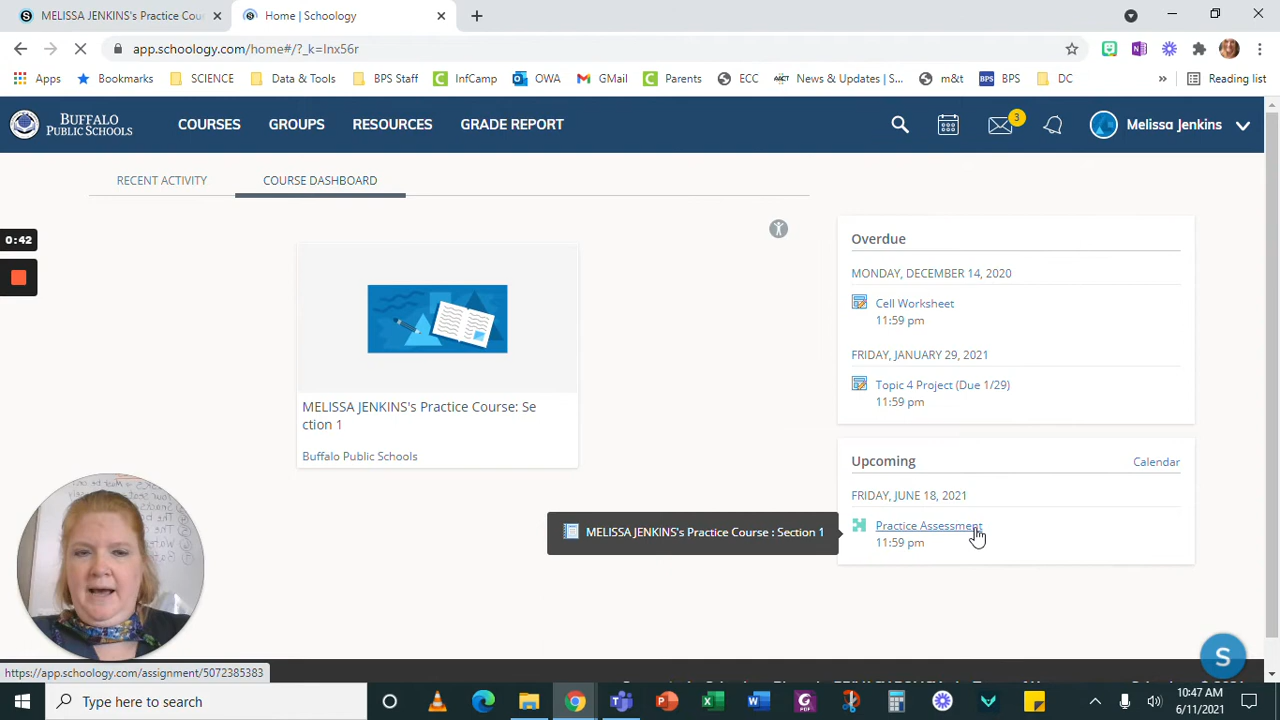 MELISSA JENKINS's Practice Cou
Home | Schoology
app.schoology.com/home#/?_k=lnx56r
Apps
Bookmarks
SCIENCE
Data & Tools
BPS Staff
InfCamp
OWA
GMail
Parents
ECC
News & Updates | S...
m&t
BPS
BPS
DC
»
Reading list
BUFFALO
PUBLIC SCHOOLS
COURSES
GROUPS
RESOURCES
GRADE REPORT
3
Melissa Jenkins
RECENT ACTIVITY
COURSE DASHBOARD
0:42
Overdue
MONDAY, DECEMBER 14, 2020
Cell Worksheet
11:59 pm
FRIDAY, JANUARY 29, 2021
Topic 4 Project (Due 1/29)
11:59 pm
MELISSA JENKINS's Practice Course: Se
ction 1
Buffalo Public Schools
Upcoming
Calendar
FRIDAY, JUNE 18, 2021
Practice Assessment
11:59 pm
MELISSA JENKINS's Practice Course : Section 1
S
https://app.schoology.com/assignment/5072385383
Type here to search
10:47 AM
6/11/2021